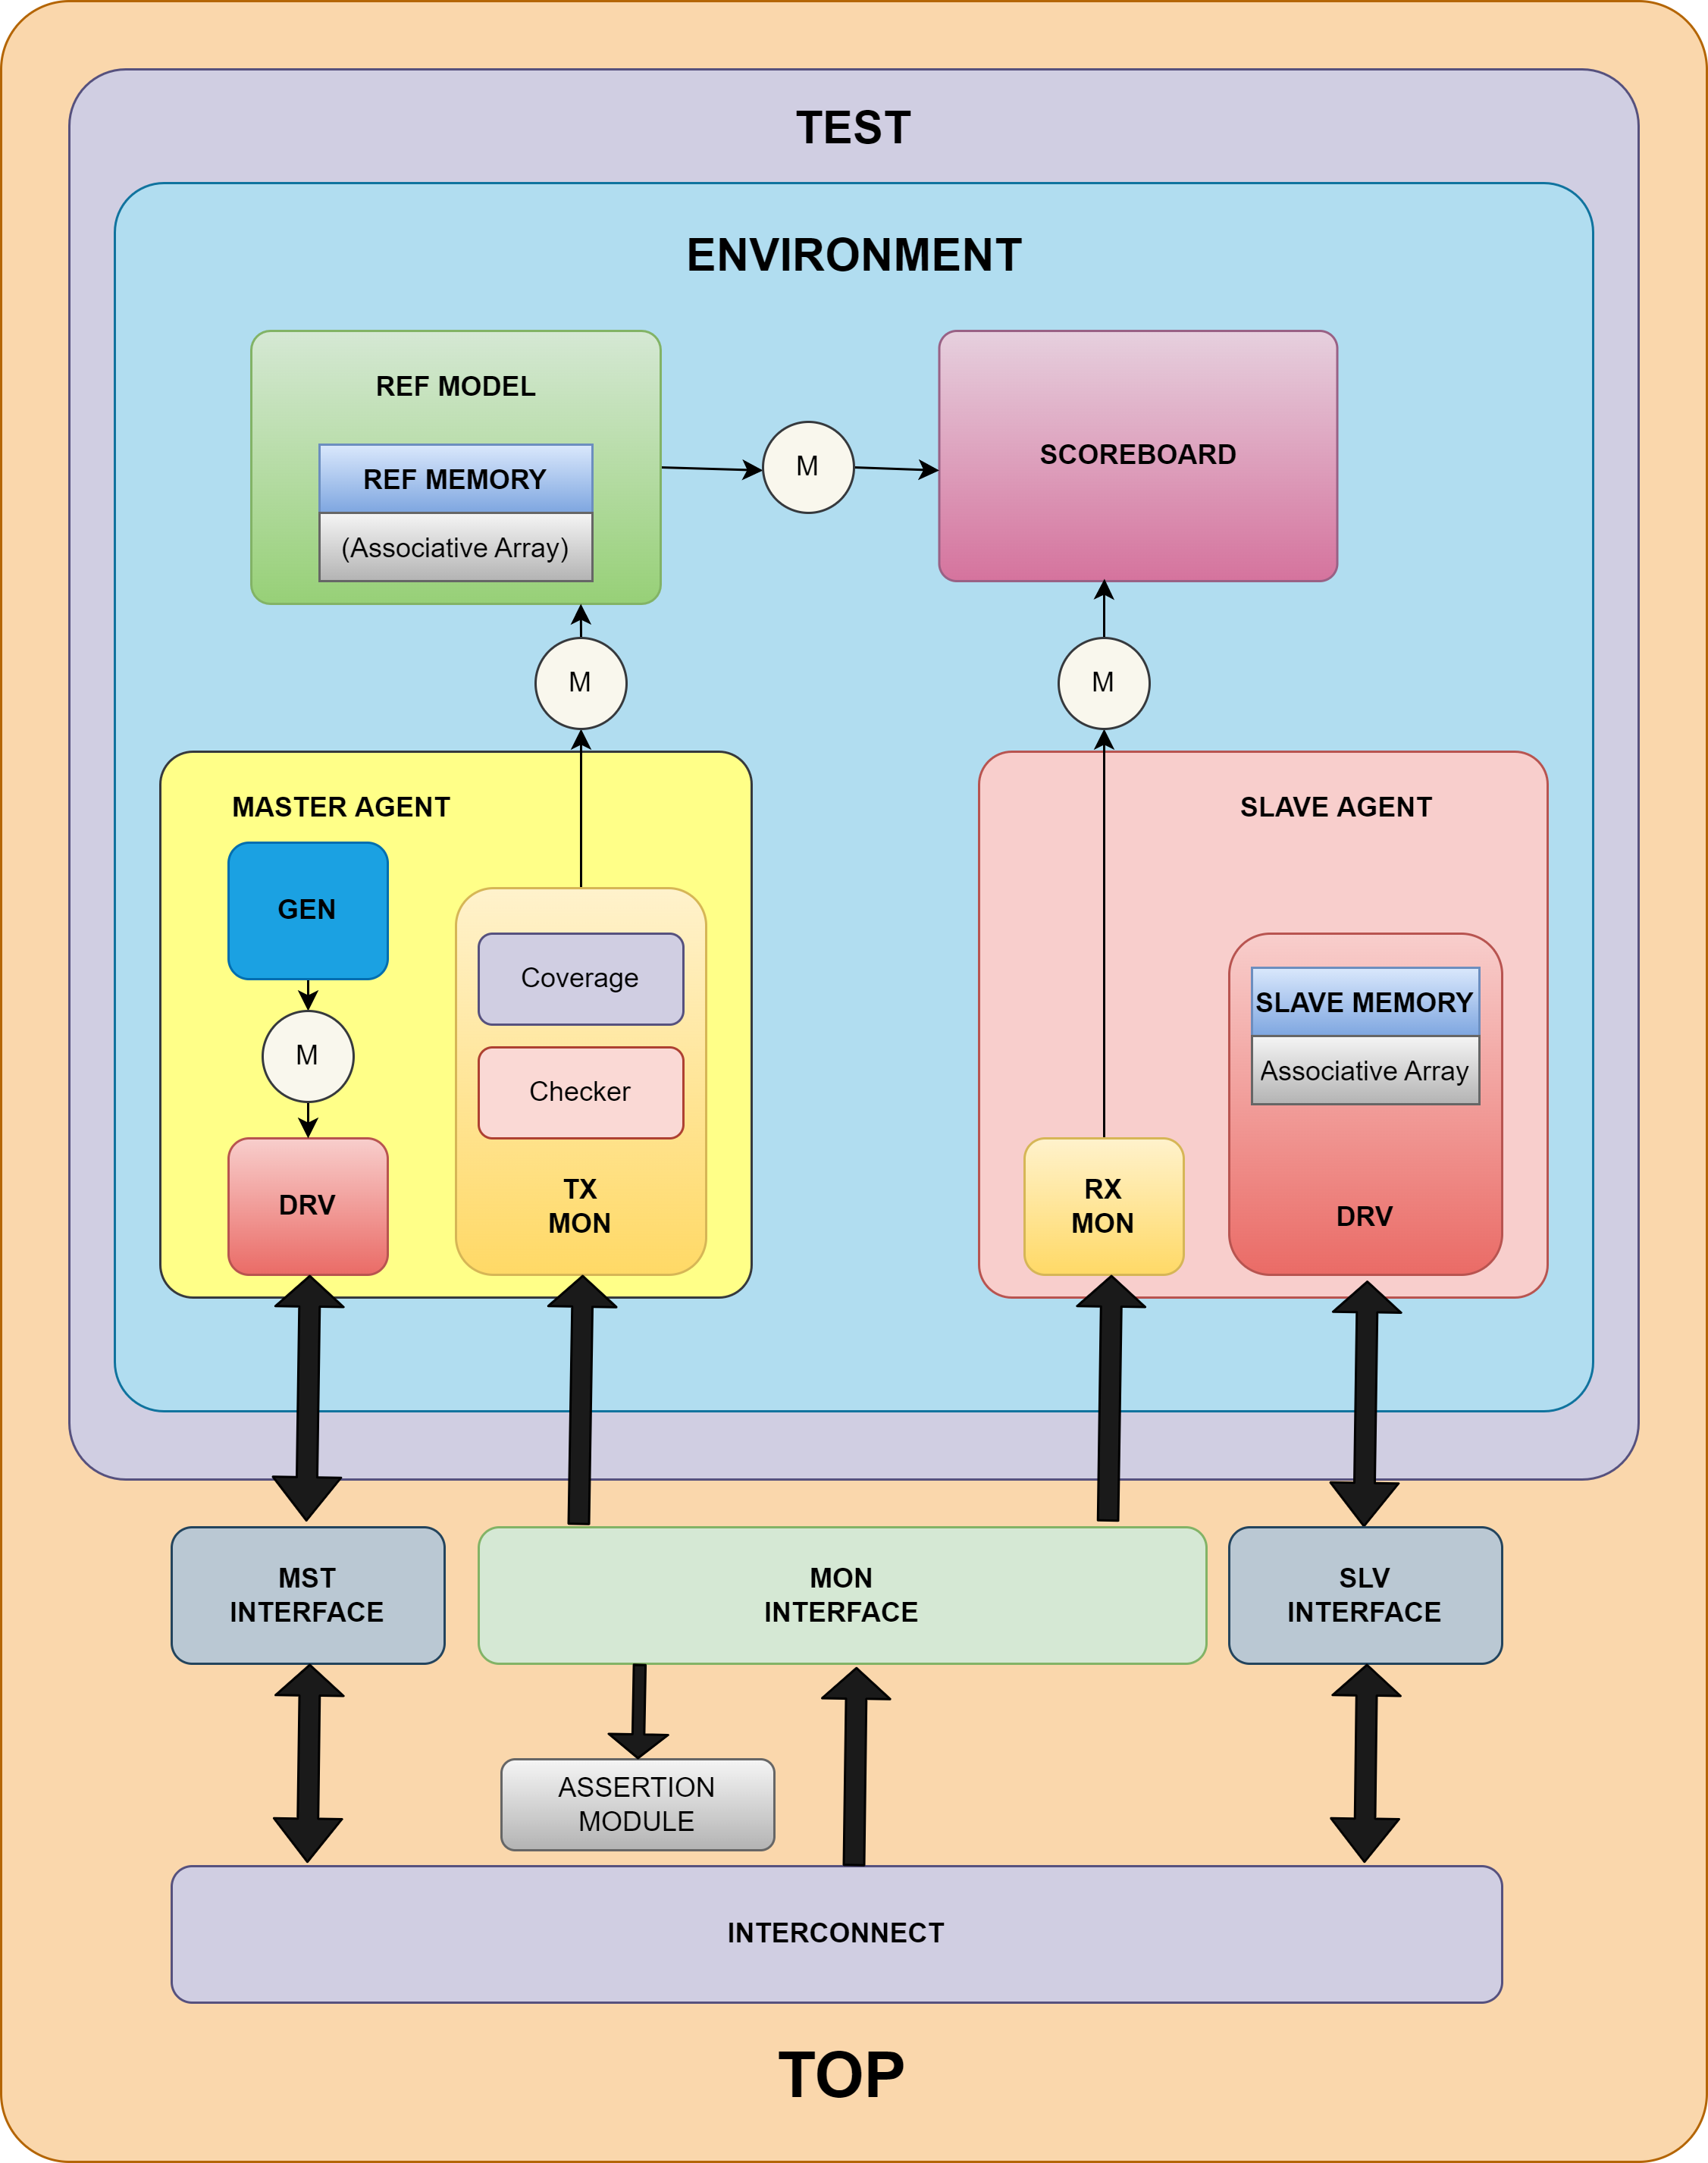 TEST
ENVIRONMENT
REF MODEL
REF MEMORY
(Associative Array)
M
SCOREBOARD
M
M
MASTER AGENT
GEN
M
DRV
Coverage
Checker
TX
MON
SLAVE AGENT
RX
MON
SLAVE MEMORY
Associative Array
DRV
MST
INTERFACE
MON
INTERFACE
SLV
INTERFACE
ASSERTION
MODULE
INTERCONNECT
TOP